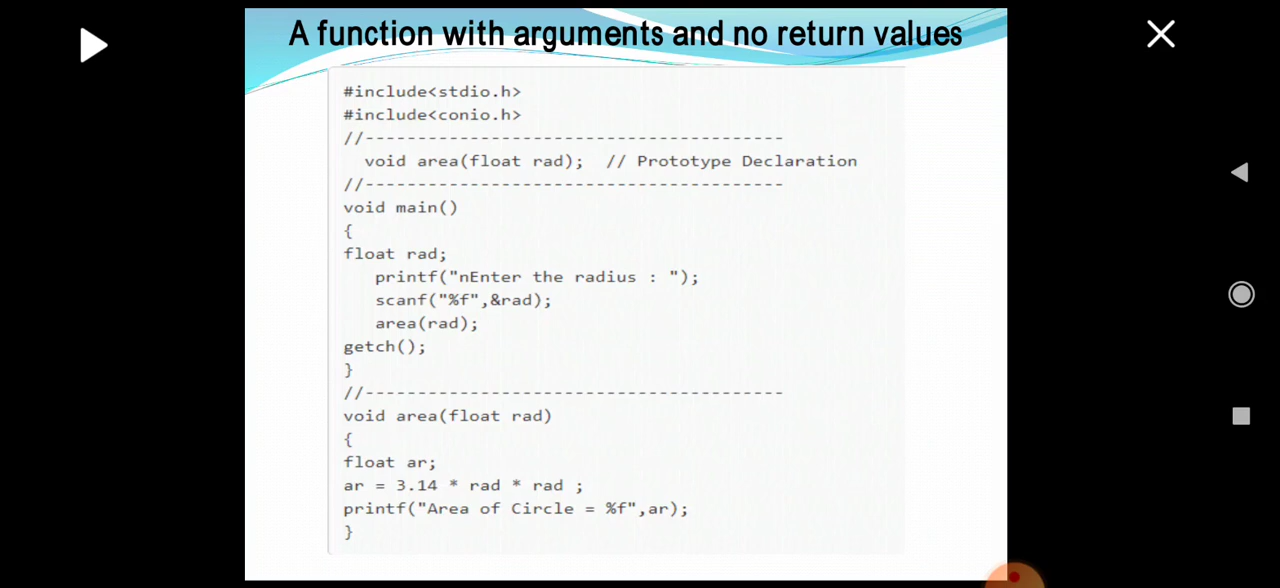 A function with arguments and no return values
#include<stdio.h>
#include<conio.h>
//----------------------------------------
void area(float rad);  // Prototype Declaration
//----------------------------------------
void main()
{
float rad;
printf("nEnter the radius : ");
scanf("%f",&rad);
area(rad);
getch();
}
//----------------------------------------
void area(float rad)
{
float ar;
ar = 3.14 * rad * rad ;
printf("Area of Circle = %f",ar);
}